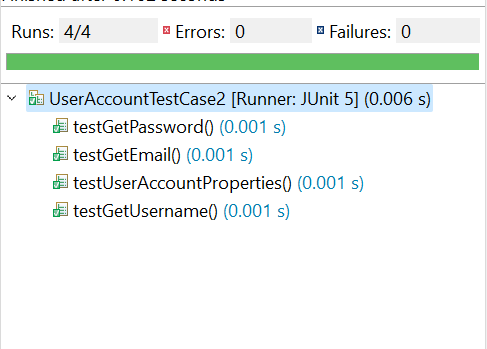 Runs: 4/4 Errors: 0 Failures: 0
UserAccountTestCase2 [Runner: JUnit 5] (0.006 s)
testGetPassword() (0.001 s)
testGetEmail() (0.001 s)
testUserAccountProperties() (0.001 s)
testGetUsername() (0.001 s)